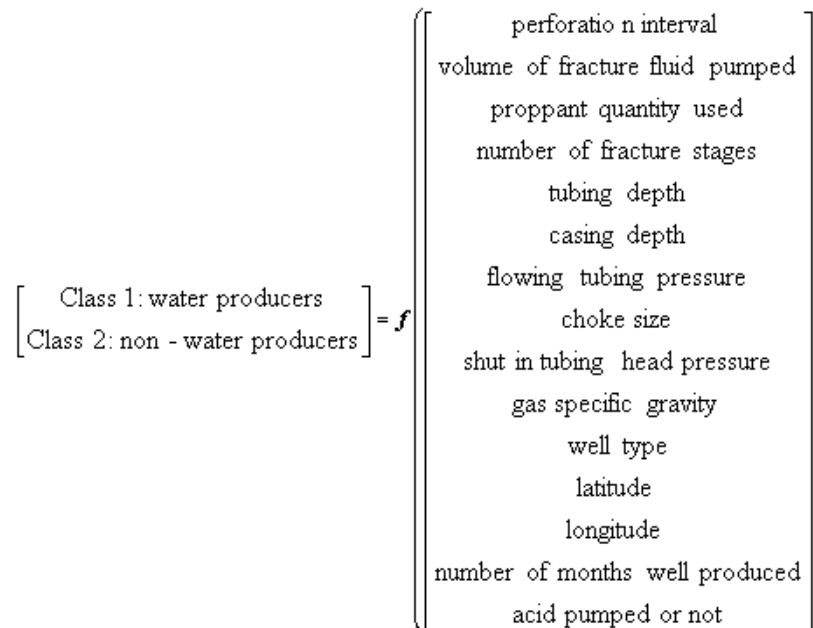 perforatio n interval
volume of fracture fluid pumped
proppant quantity used
number of fracture stages
tubing depth
casing depth
flowing tubing pressure
Class 1: water producers
Class 2: non - water producers
= f
choke size
shut in tubing head pressure
gas specific gravity
well type
latitude
longitude
number of months well produced
acid pumped or not